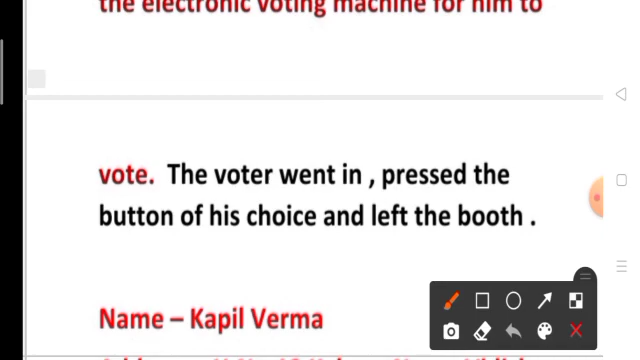 the electronic voting machine for him to
vote. The voter went in , pressed the
button of his choice and left the booth .
Name – Kapil Verma